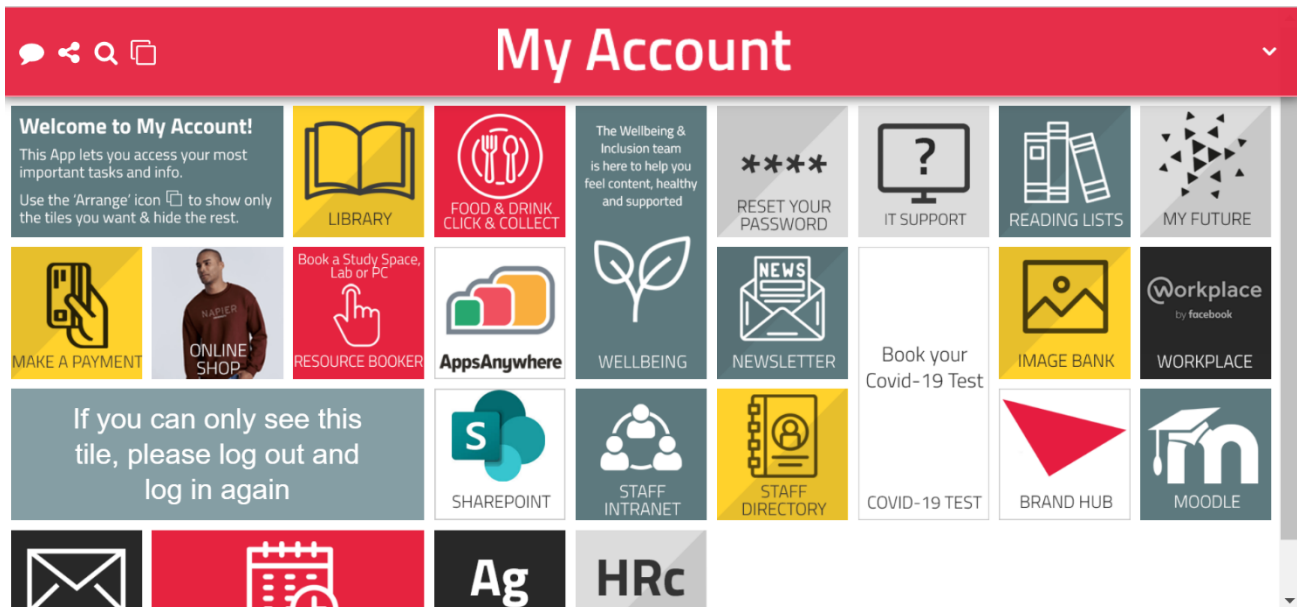 My Account
Welcome to My Account!
This App lets you access your most
important tasks and info.
Use the ‘Arrange’ icon to show only
the tiles you want & hide the rest.
LIBRARY
FOOD & DRINK
CLICK & COLLECT
The Wellbeing &
Inclusion team
is here to help you
feel content, healthy
and supported
WELLBEING
****
RESET YOUR
PASSWORD
?
IT SUPPORT
READING LISTS
MY FUTURE
MAKE A PAYMENT
NAPIER
ONLINE
SHOP
Book a Study Space,
Lab or PC
RESOURCE BOOKER
AppsAnywhere
NEWS
NEWSLETTER
Book your
Covid-19 Test
COVID-19 TEST
IMAGE BANK
Workplace
by facebook
WORKPLACE
If you can only see this
tile, please log out and
log in again
S
SHAREPOINT
STAFF
INTRANET
STAFF
DIRECTORY
BRAND HUB
m
MOODLE
Ag
HRc